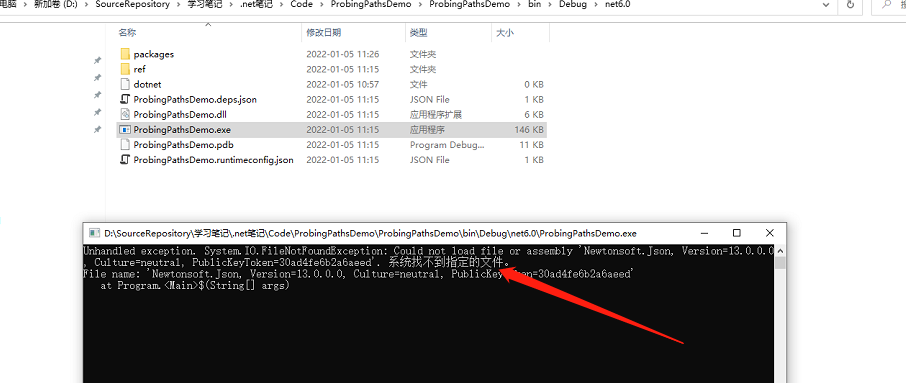 电脑 › 新加卷 (D:) › SourceRepository › 学习笔记 › .net笔记 › Code › ProbingPathsDemo › ProbingPathsDemo › bin › Debug › net6.0
名称 修改日期 类型 大小
packages 2022-01-05 11:26 文件夹
ref 2022-01-05 11:15 文件夹
dotnet 2022-01-05 10:57 文件 0 KB
ProbingPathsDemo.deps.json 2022-01-05 11:15 JSON File 1 KB
ProbingPathsDemo.dll 2022-01-05 11:15 应用程序扩展 6 KB
ProbingPathsDemo.exe 2022-01-05 11:15 应用程序 146 KB
ProbingPathsDemo.pdb 2022-01-05 11:15 Program Debug... 11 KB
ProbingPathsDemo.runtimeconfig.json 2022-01-05 11:15 JSON File 1 KB
D:\SourceRepository\学习笔记\.net笔记\Code\ProbingPathsDemo\ProbingPathsDemo\bin\Debug\net6.0\ProbingPathsDemo.exe
Unhandled exception. System.IO.FileNotFoundException: Could not load file or assembly 'Newtonsoft.Json, Version=13.0.0.0
, Culture=neutral, PublicKeyToken=30ad4fe6b2a6aeed'. 系统找不到指定的文件。
File name: 'Newtonsoft.Json, Version=13.0.0.0, Culture=neutral, PublicKeyToken=30ad4fe6b2a6aeed'
at Program.<Main>$(String[] args)